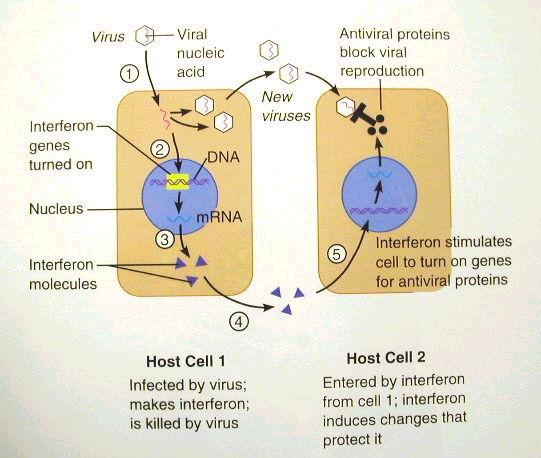 Virus
Viral
nucleic
acid
Antiviral proteins
block viral
reproduction
1
New
viruses
Interferon
genes
turned on
2
DNA
Nucleus
mRNA
3
Interferon
molecules
4
5
Interferon stimulates
cell to turn on genes
for antiviral proteins
Host Cell 1
Infected by virus;
makes interferon;
is killed by virus
Host Cell 2
Entered by interferon
from cell 1; interferon
induces changes that
protect it